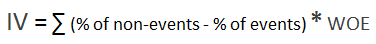 IV = ∑ (% of non-events - % of events) * WOE